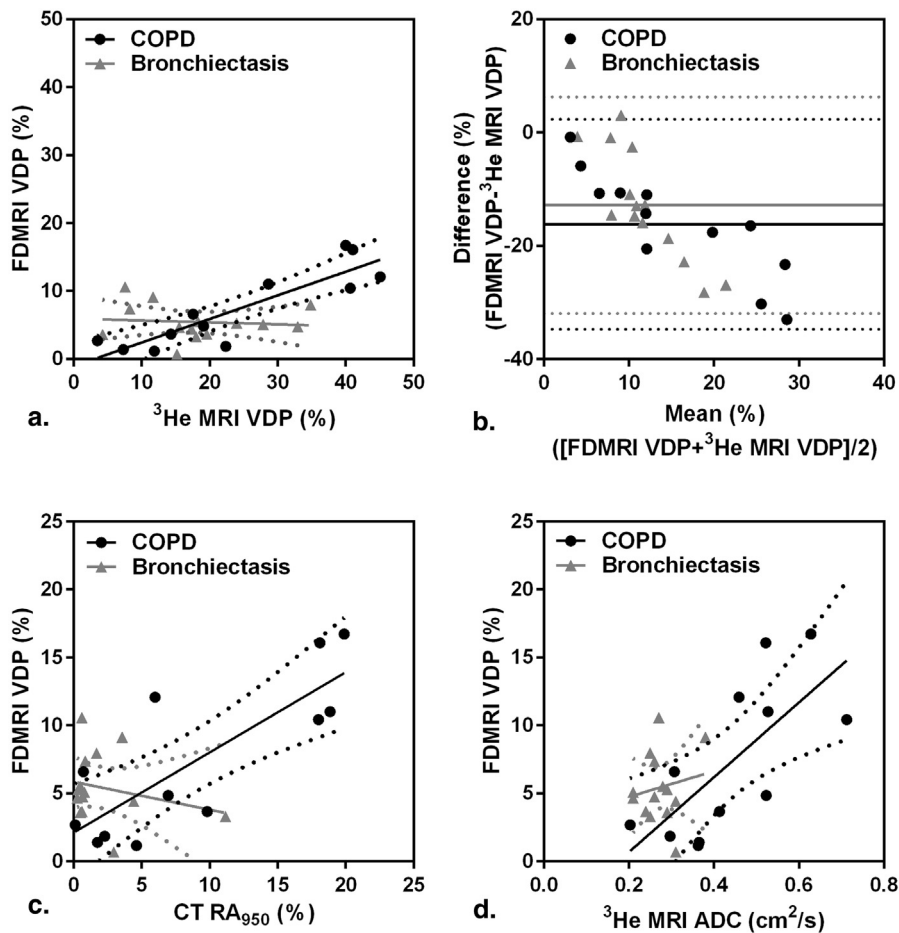 50
40
30
20
10
0
FDMRI VDP (%)
COPD
Bronchiectasis
0 10 20 30 40 50
³He MRI VDP (%)
a.
20
0
-20
-40
Difference (%)
(FDMRI VDP-³He MRI VDP)
COPD
Bronchiectasis
0 10 20 30 40
Mean (%)
([FDMRI VDP+³He MRI VDP]/2)
b.
25
20
15
10
5
0
FDMRI VDP (%)
COPD
Bronchiectasis
0 5 10 15 20 25
CT RA₉₅₀ (%)
c.
25
20
15
10
5
0
FDMRI VDP (%)
COPD
Bronchiectasis
0.0 0.2 0.4 0.6 0.8
³He MRI ADC (cm²/s)
d.